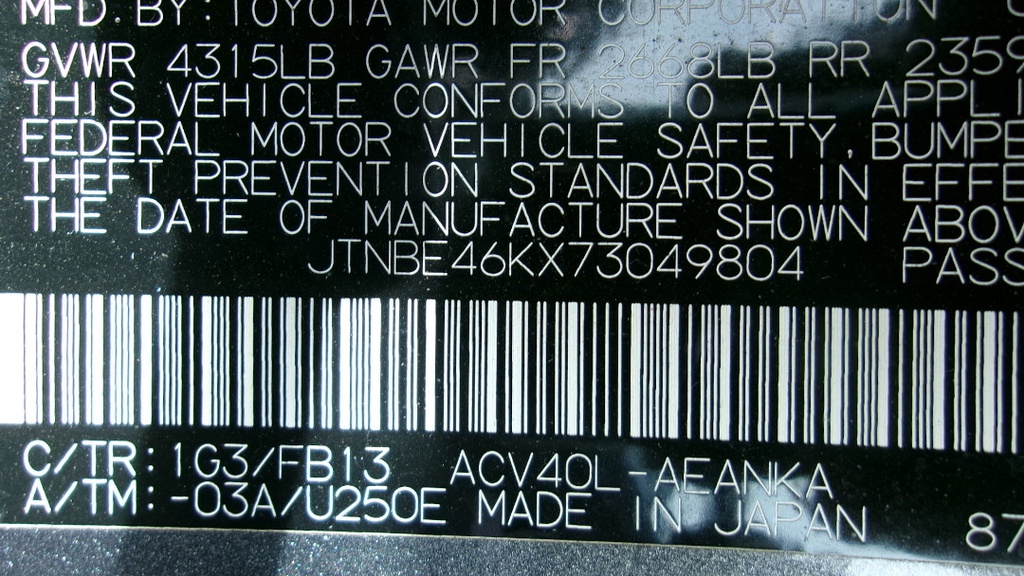 MFD. BY: TOYOTA MOTOR CORPORATION
GVWR 4315LB GAWR FR 2668LB RR 2359
THIS VEHICLE CONFORMS TO ALL APPLI
FEDERAL MOTOR VEHICLE SAFETY, BUMPE
THEFT PREVENTION STANDARDS IN EFFE
THE DATE OF MANUFACTURE SHOWN ABOV
JTNBE46KX73049804 PASS
C/TR: 1G3/FB13 ACV40L-AEANKA
A/TM: -03A/U250E MADE IN JAPAN 87